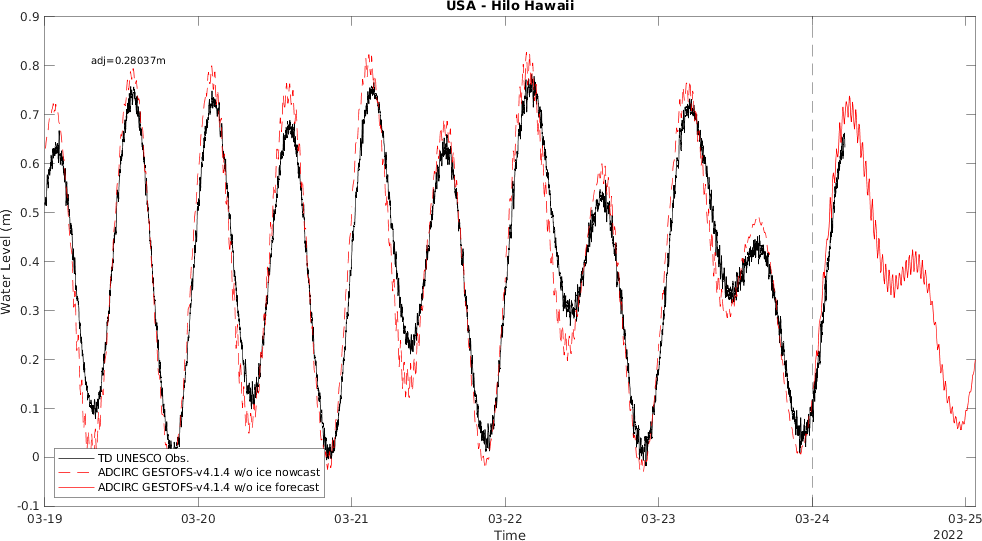 USA - Hilo Hawaii
0.9
adj=0.28037m
0.8
0.7
0.6
0.5
0.4
0.3
0.2
0.1
0
-0.1
Water Level (m)
TD UNESCO Obs.
ADCIRC GESTOFS-v4.1.4 w/o ice nowcast
ADCIRC GESTOFS-v4.1.4 w/o ice forecast
03-19 03-20 03-21 03-22 03-23 03-24 03-25
Time
2022